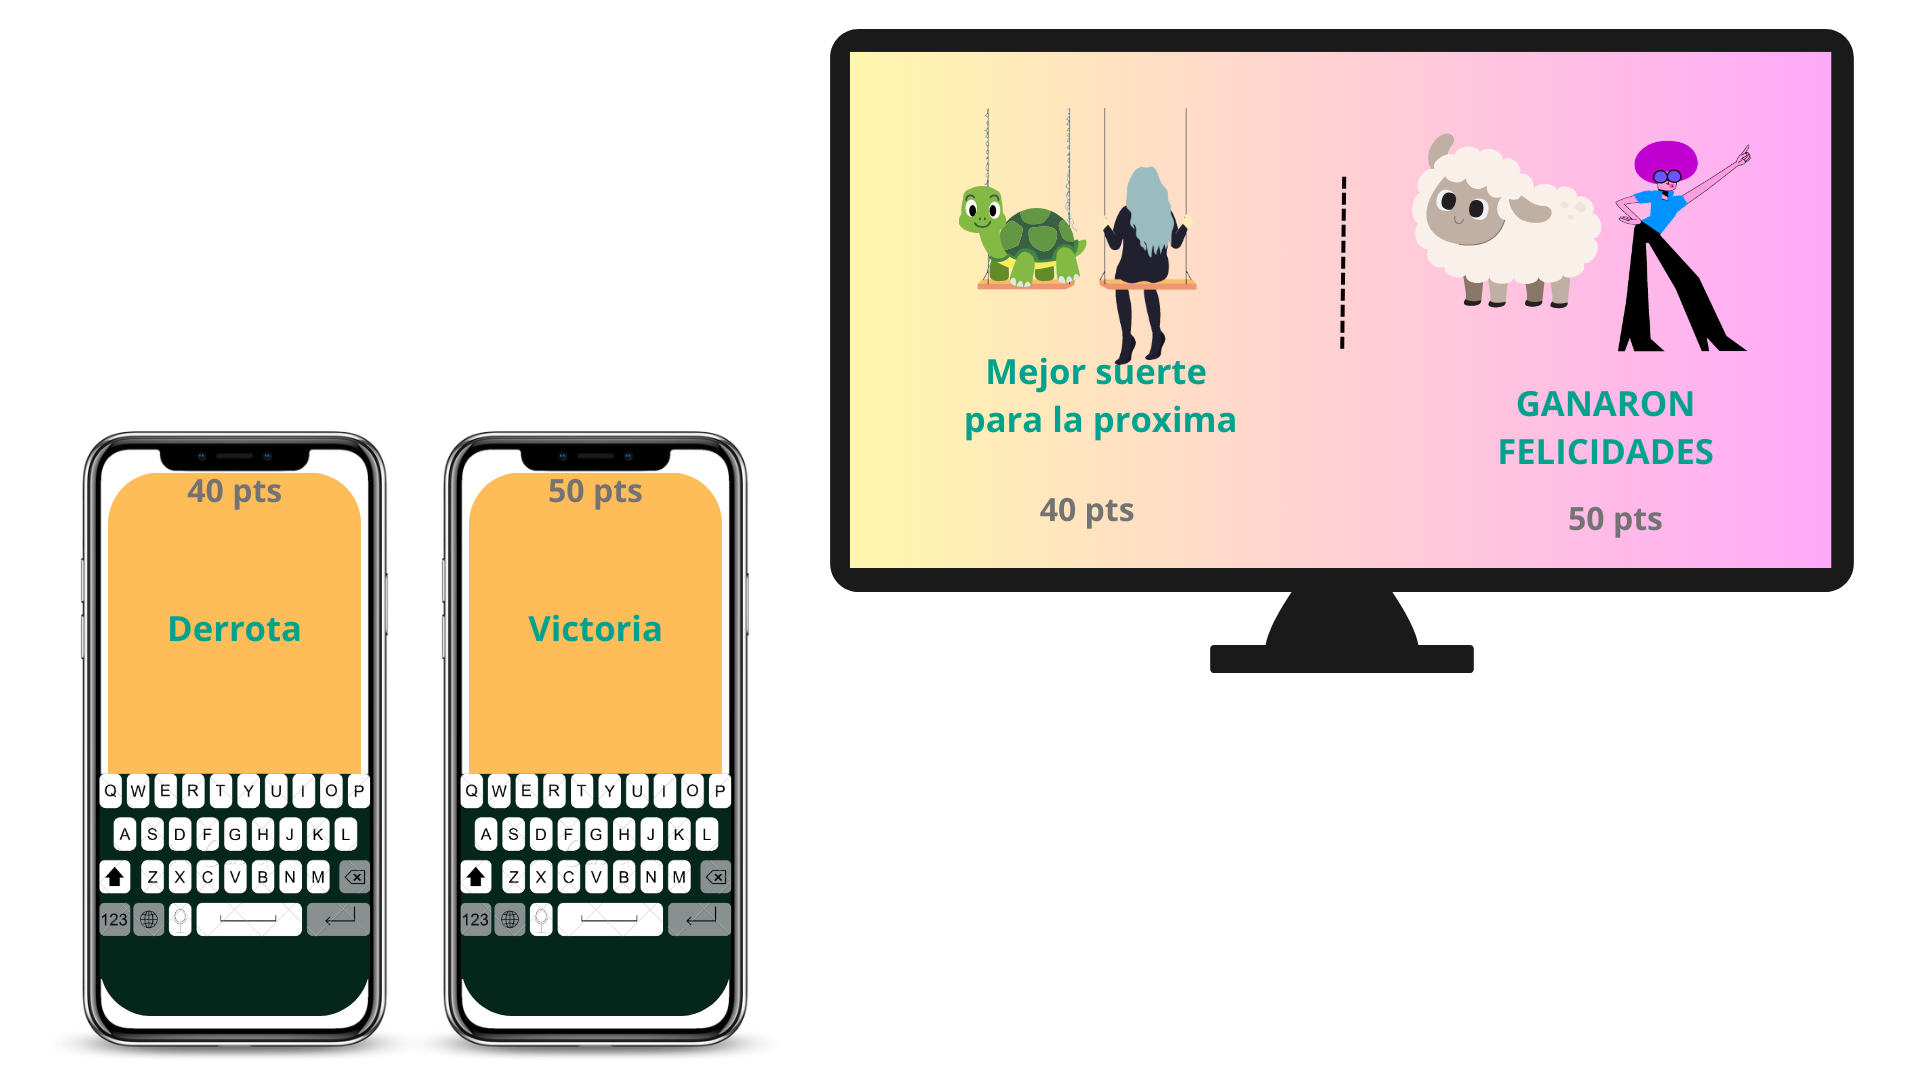 Mejor suerte
para la proxima
40 pts
GANARON
FELICIDADES
50 pts
40 pts
Derrota
Q W E R T Y U I O P
A S D F G H J K L
Z X C V B N M
123
50 pts
Victoria
Q W E R T Y U I O P
A S D F G H J K L
Z X C V B N M
123